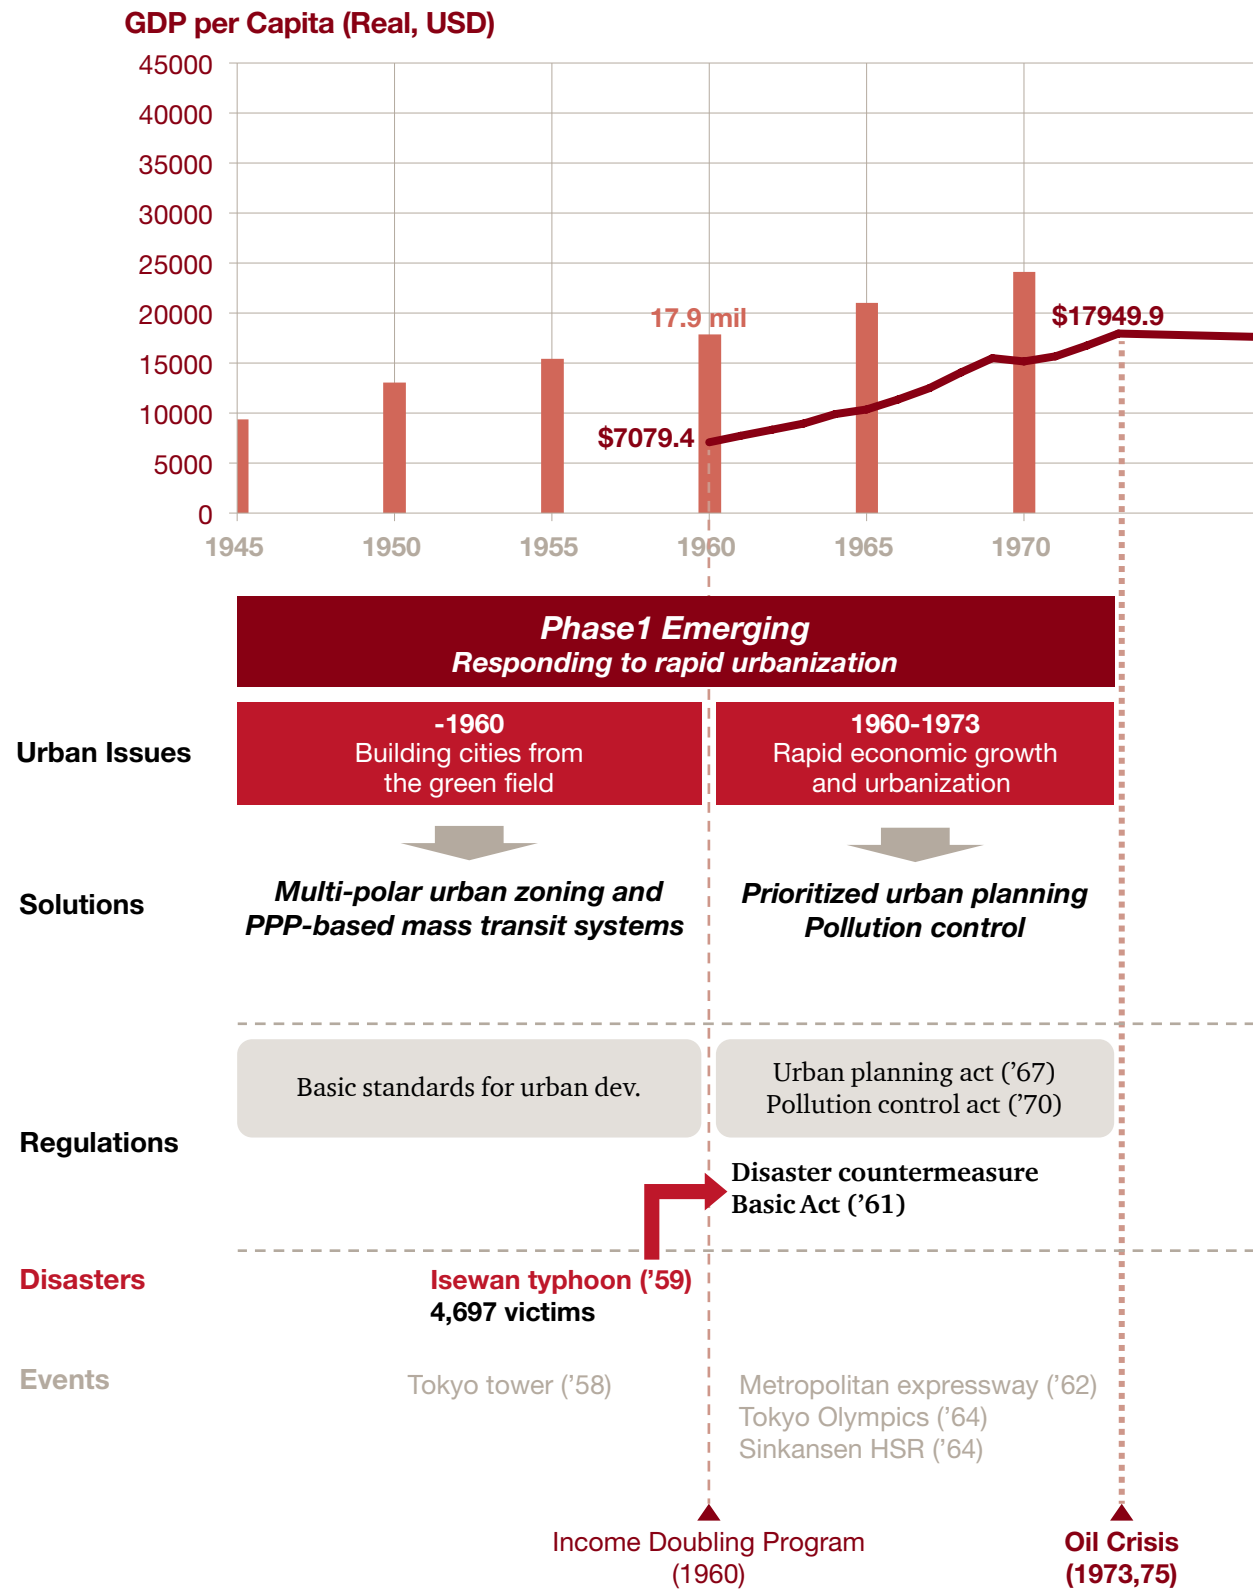 GDP per Capita (Real, USD)
45000
40000
35000
30000
25000
20000
15000
10000
5000
0
17.9 mil
$17949.9
$7079.4
1945 1950 1955 1960 1965 1970
Phase1 Emerging
Responding to rapid urbanization
Urban Issues
-1960
Building cities from
the green field
1960-1973
Rapid economic growth
and urbanization
Solutions
Multi-polar urban zoning and
PPP-based mass transit systems
Prioritized urban planning
Pollution control
Regulations
Basic standards for urban dev.
Urban planning act (’67)
Pollution control act (’70)
Disaster countermeasure
Basic Act (’61)
Disasters
Isewan typhoon (’59)
4,697 victims
Events
Tokyo tower (’58)
Metropolitan expressway (’62)
Tokyo Olympics (’64)
Sinkansen HSR (’64)
Income Doubling Program
(1960)
Oil Crisis
(1973,75)